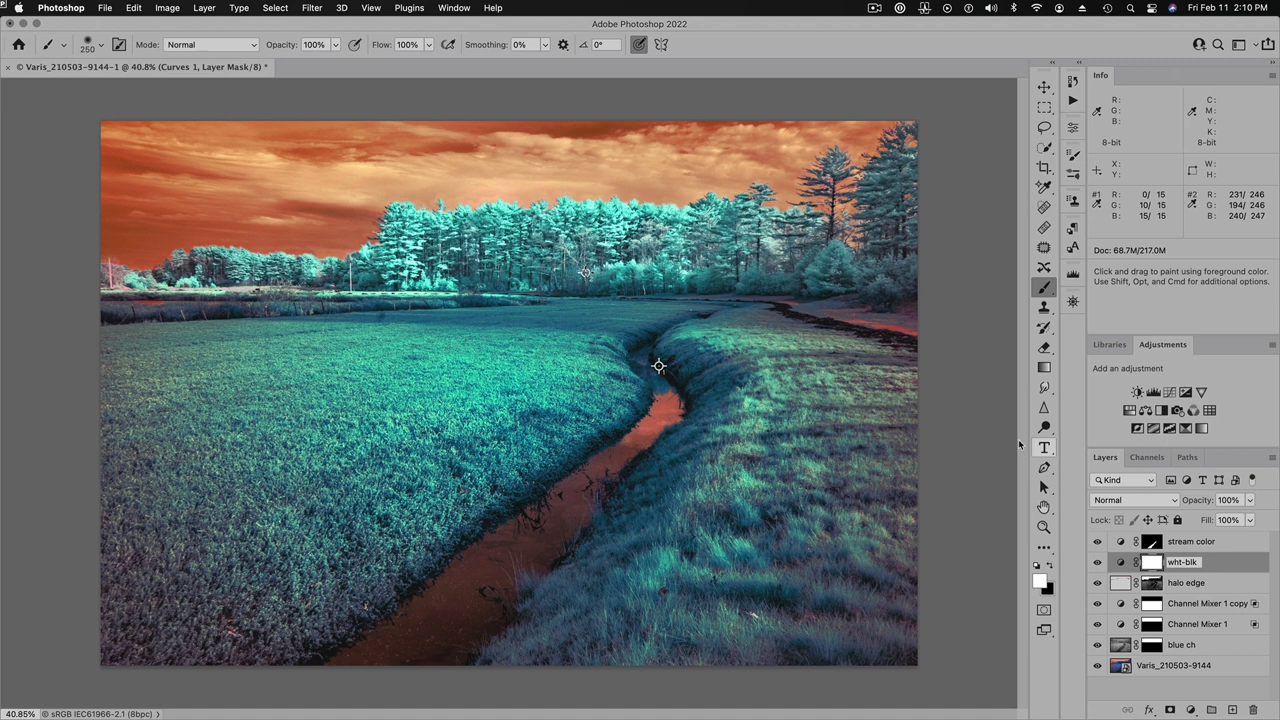 Photoshop File Edit Image Layer Type Select Filter 3D View Plugins Window Help Fri Feb 11 2:10 PM
Adobe Photoshop 2022
250 Mode: Normal Opacity: 100% Flow: 100% Smoothing: 0% 0°
× © Varis_210503-9144-1 @ 40.8% (Curves 1, Layer Mask/8) *
Info
R: C:
G: M:
B: Y:
K:
8-bit 8-bit
X: W:
Y: H:
#1 R: 0/ 15 #2 R: 231/ 246
G: 10/ 15 G: 194/ 246
B: 15/ 15 B: 240/ 247
Doc: 68.7M/217.0M
Click and drag to paint using foreground color.
Use Shift, Opt, and Cmd for additional options.
Libraries Adjustments
Add an adjustment
Layers Channels Paths
Kind
Normal Opacity: 100%
Lock: Fill: 100%
stream color
wht-blk
halo edge
Channel Mixer 1 copy
Channel Mixer 1
blue ch
Varis_210503-9144
40.85% © sRGB IEC61966-2.1 (8bpc)